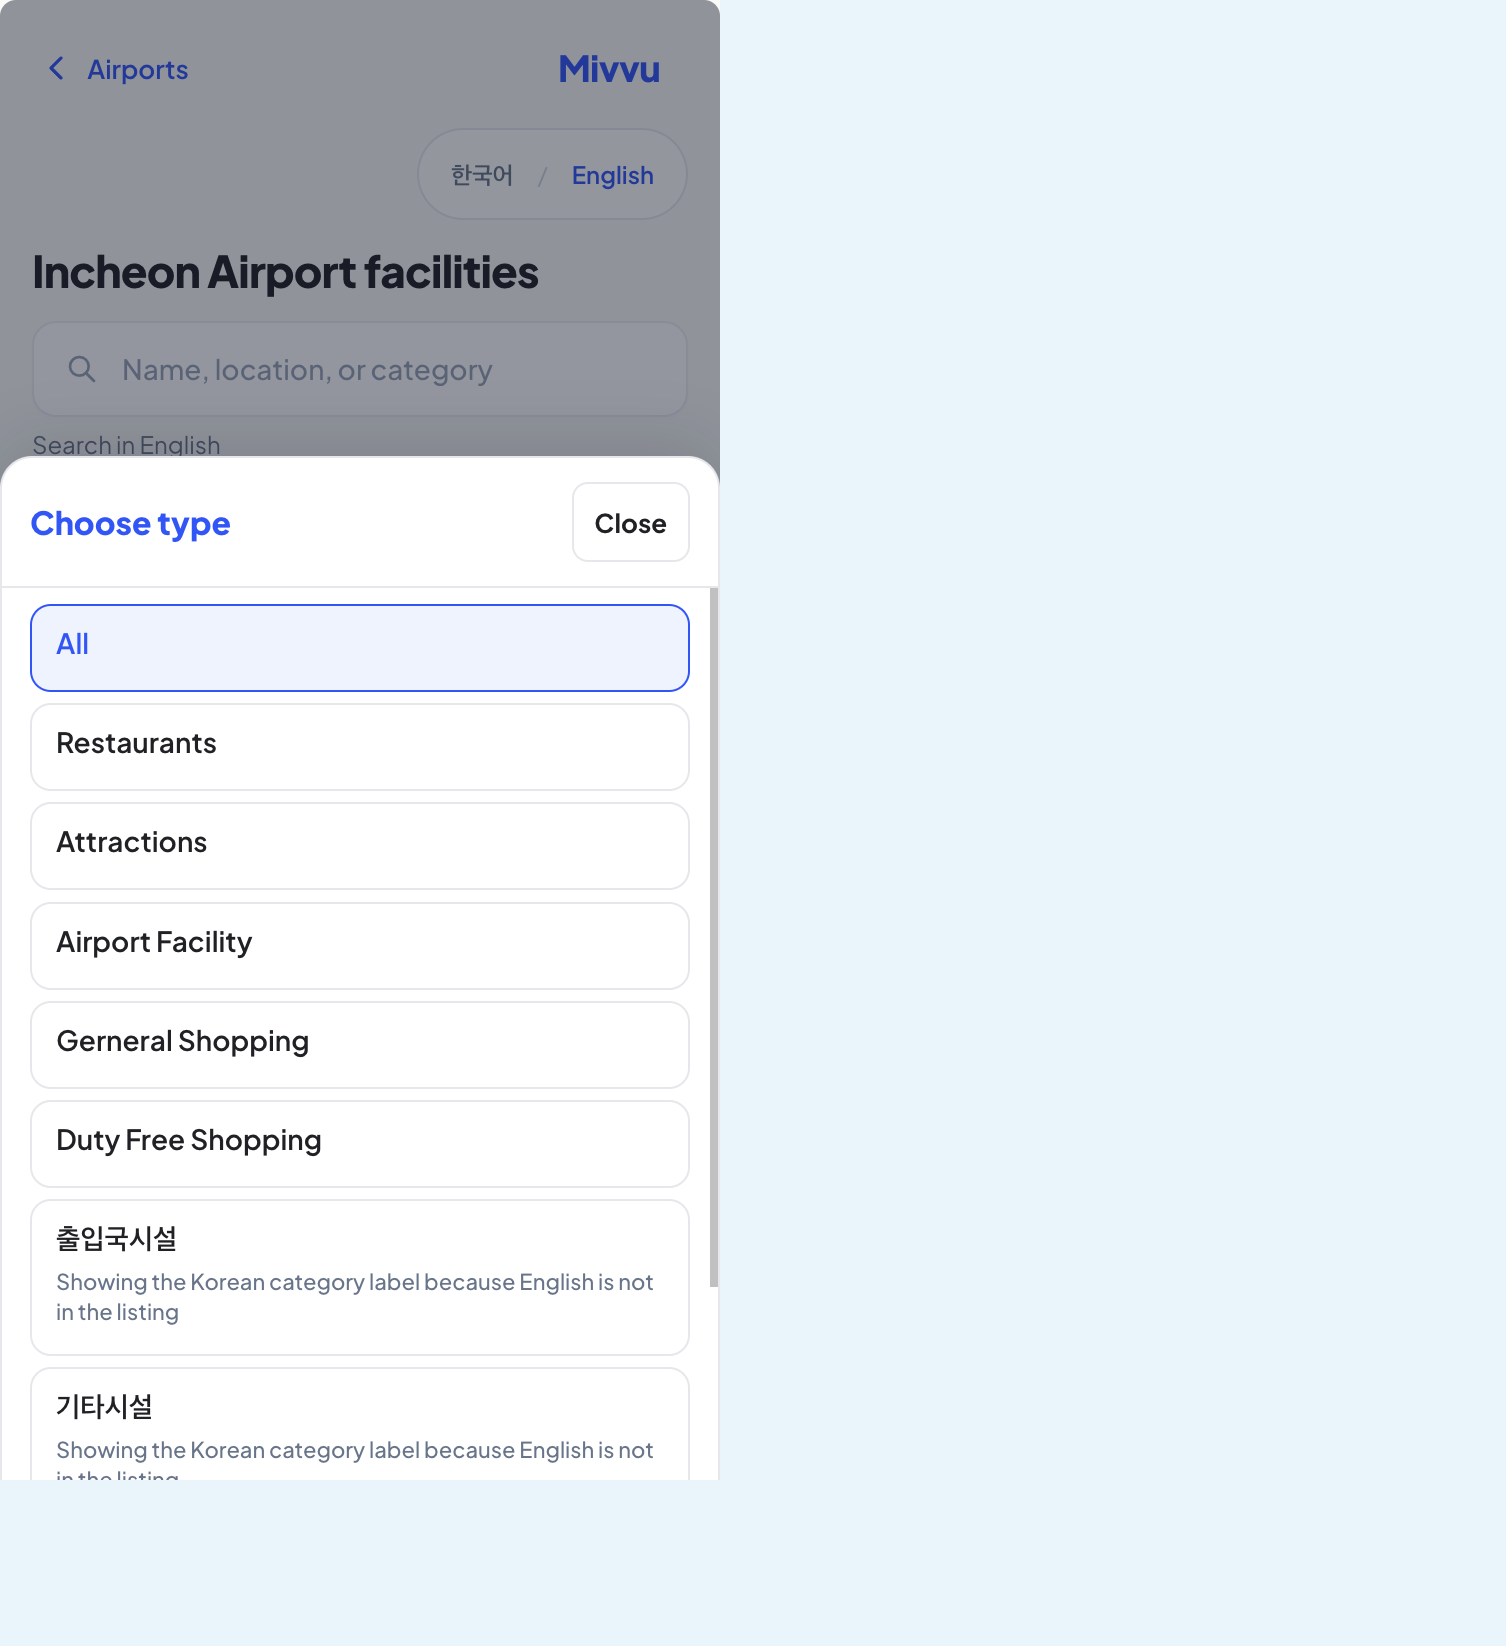 Airports
Mivvu
한국어 / English
Incheon Airport facilities
Name, location, or category
Search in English
Choose type
Close
All
Restaurants
Attractions
Airport Facility
Gerneral Shopping
Duty Free Shopping
출입국시설
Showing the Korean category label because English is not
in the listing
기타시설
Showing the Korean category label because English is not
in the listing